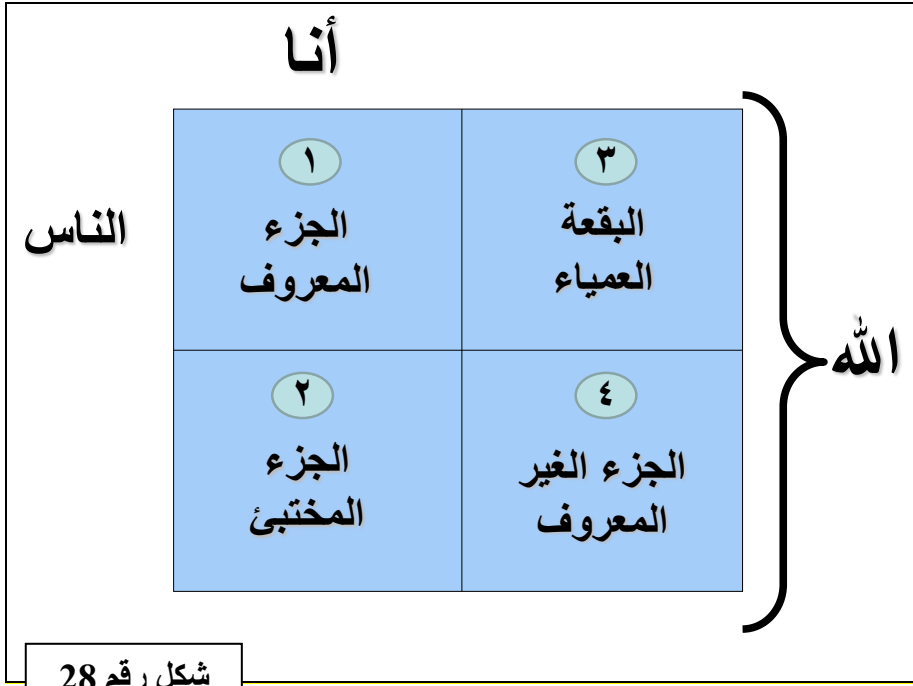 أنا
الناس
١
الجزء
المعروف
٣
البقعة
العمياء
٢
الجزء
المختبئ
٤
الجزء الغير
المعروف
الله
شكل رقم 28